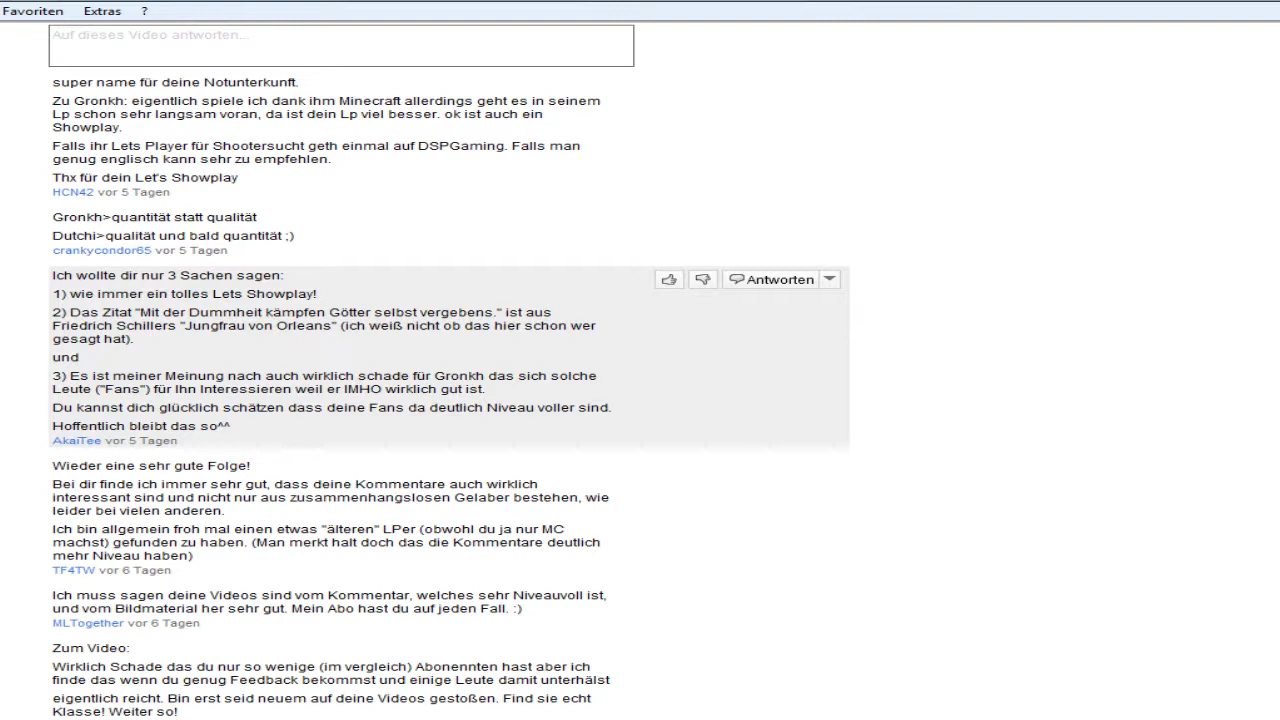 Favoriten Extras ?
Auf dieses Video antworten...
super name für deine Notunterkunft.
Zu Gronkh: eigentlich spiele ich dank ihm Minecraft allerdings geht es in seinem
Lp schon sehr langsam voran, da ist dein Lp viel besser. ok ist auch ein
Showplay.
Falls ihr Lets Player für Shootersucht geth einmal auf DSPGaming. Falls man
genug englisch kann sehr zu empfehlen.
Thx für dein Let's Showplay
HCN42 vor 5 Tagen
Gronkh>quantität statt qualität
Dutchi>qualität und bald quantität ;)
crankycondor65 vor 5 Tagen
Ich wollte dir nur 3 Sachen sagen:
Antworten
1) wie immer ein tolles Lets Showplay!
2) Das Zitat "Mit der Dummheit kämpfen Götter selbst vergebens." ist aus
Friedrich Schillers "Jungfrau von Orleans" (ich weiß nicht ob das hier schon wer
gesagt hat).
und
3) Es ist meiner Meinung nach auch wirklich schade für Gronkh das sich solche
Leute ("Fans") für Ihn Interessieren weil er IMHO wirklich gut ist.
Du kannst dich glücklich schätzen dass deine Fans da deutlich Niveau voller sind.
Hoffentlich bleibt das so^^
AkaiTee vor 5 Tagen
Wieder eine sehr gute Folge!
Bei dir finde ich immer sehr gut, dass deine Kommentare auch wirklich
interessant sind und nicht nur aus zusammenhangslosen Gelaber bestehen, wie
leider bei vielen anderen.
Ich bin allgemein froh mal einen etwas "älteren" LPer (obwohl du ja nur MC
machst) gefunden zu haben. (Man merkt halt doch das die Kommentare deutlich
mehr Niveau haben)
TF4TW vor 6 Tagen
Ich muss sagen deine Videos sind vom Kommentar, welches sehr Niveauvoll ist,
und vom Bildmaterial her sehr gut. Mein Abo hast du auf jeden Fall. :)
MLTogether vor 6 Tagen
Zum Video:
Wirklich Schade das du nur so wenige (im vergleich) Abonennten hast aber ich
finde das wenn du genug Feedback bekommst und einige Leute damit unterhälst
eigentlich reicht. Bin erst seid neuem auf deine Videos gestoßen. Find sie echt
Klasse! Weiter so!